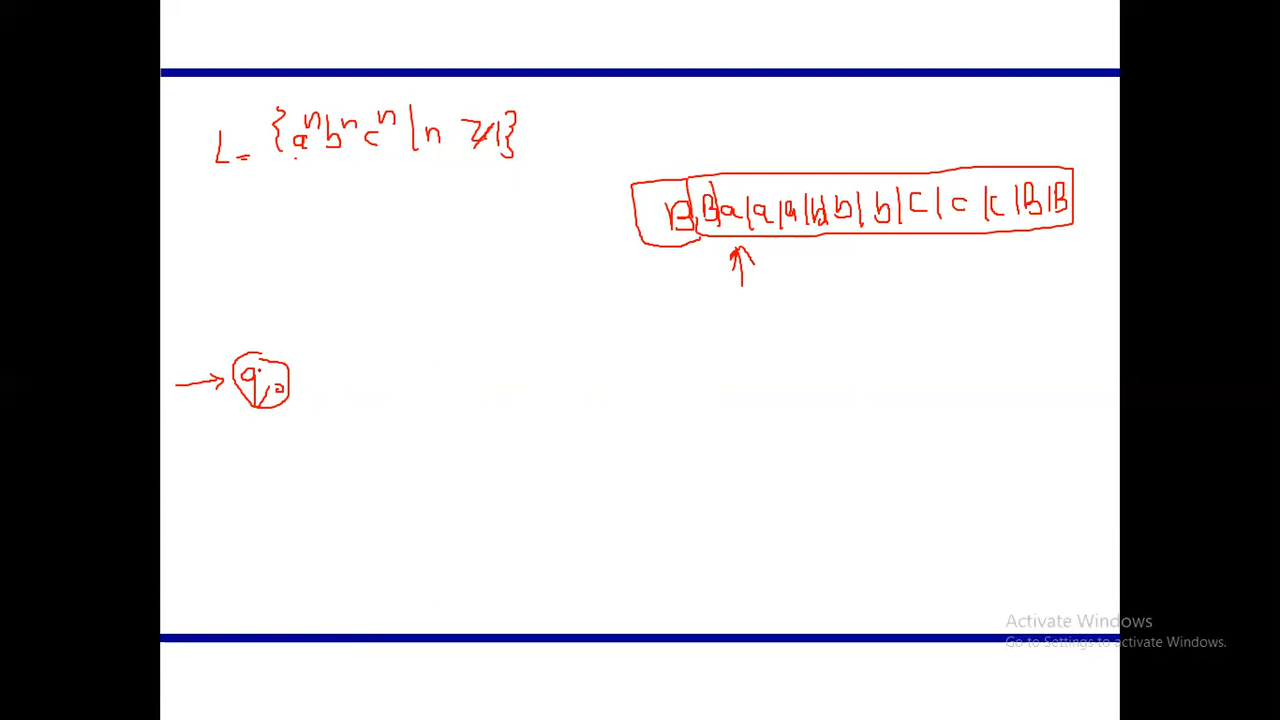 L = {aⁿbⁿcⁿ | n ≥ 1}
B B|a|a|a|b|b|b|c|c|c|B|B
q0
Activate Windows
Go to Settings to activate Windows.